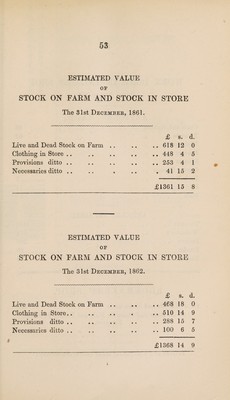 53
ESTIMATED VALUE
OF
STOCK ON FARM AND STOCK IN STORE
The 31st December, 1861.
£ s. d.
Live and Dead Stock on Farm .. .. .. 618 12 0
Clothing in Store .. .. .. .. .. .. 448 4 5
Provisions ditto .. .. .. .. .. .. 253 4 1
Necessaries ditto .. .. . .. .. 41 15 2
£1361 15 8
ESTIMATED VALUE
OF
STOCK ON FARM AND STOCK IN STORE
The 31st December, 1862.
£ s. d.
Live and Dead Stock on Farm .. .. .. 468 18 0
Clothing in Store.. .. .. .. .. .. 510 14 9
Provisions ditto .. .. .. .. .. .. 288 15 7
Necessaries ditto .. .. .. .. .. .. 100 6 5
£1368 14 9